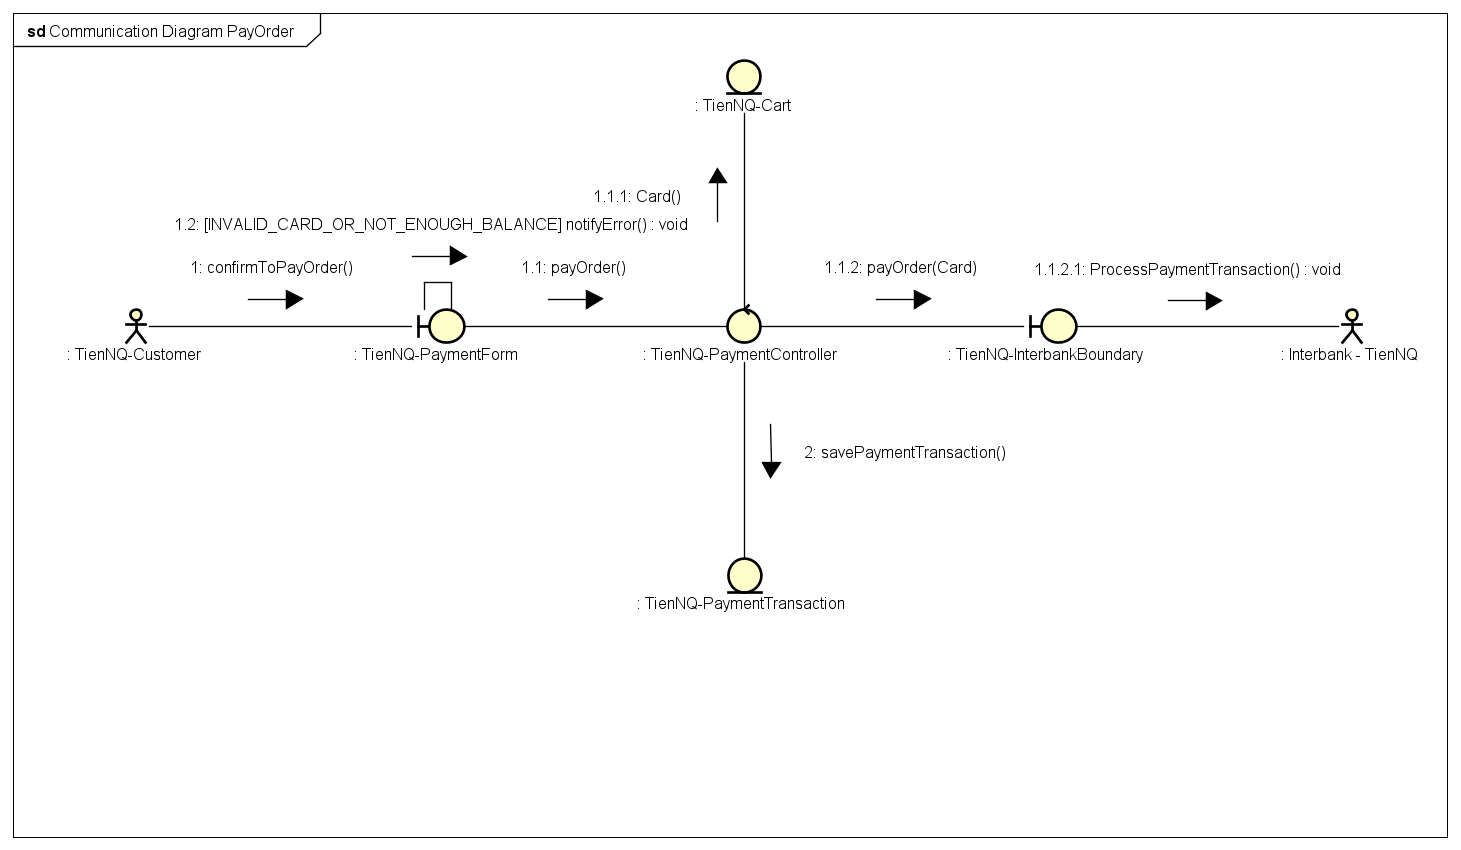 sd Communication Diagram PayOrder
: TienNQ-Cart
1.1.1: Card()
1.2: [INVALID_CARD_OR_NOT_ENOUGH_BALANCE] notifyError() : void
1: confirmToPayOrder()
1.1: payOrder()
1.1.2: payOrder(Card)
1.1.2.1: ProcessPaymentTransaction() : void
: TienNQ-Customer
: TienNQ-PaymentForm
: TienNQ-PaymentController
: TienNQ-InterbankBoundary
: Interbank - TienNQ
2: savePaymentTransaction()
: TienNQ-PaymentTransaction